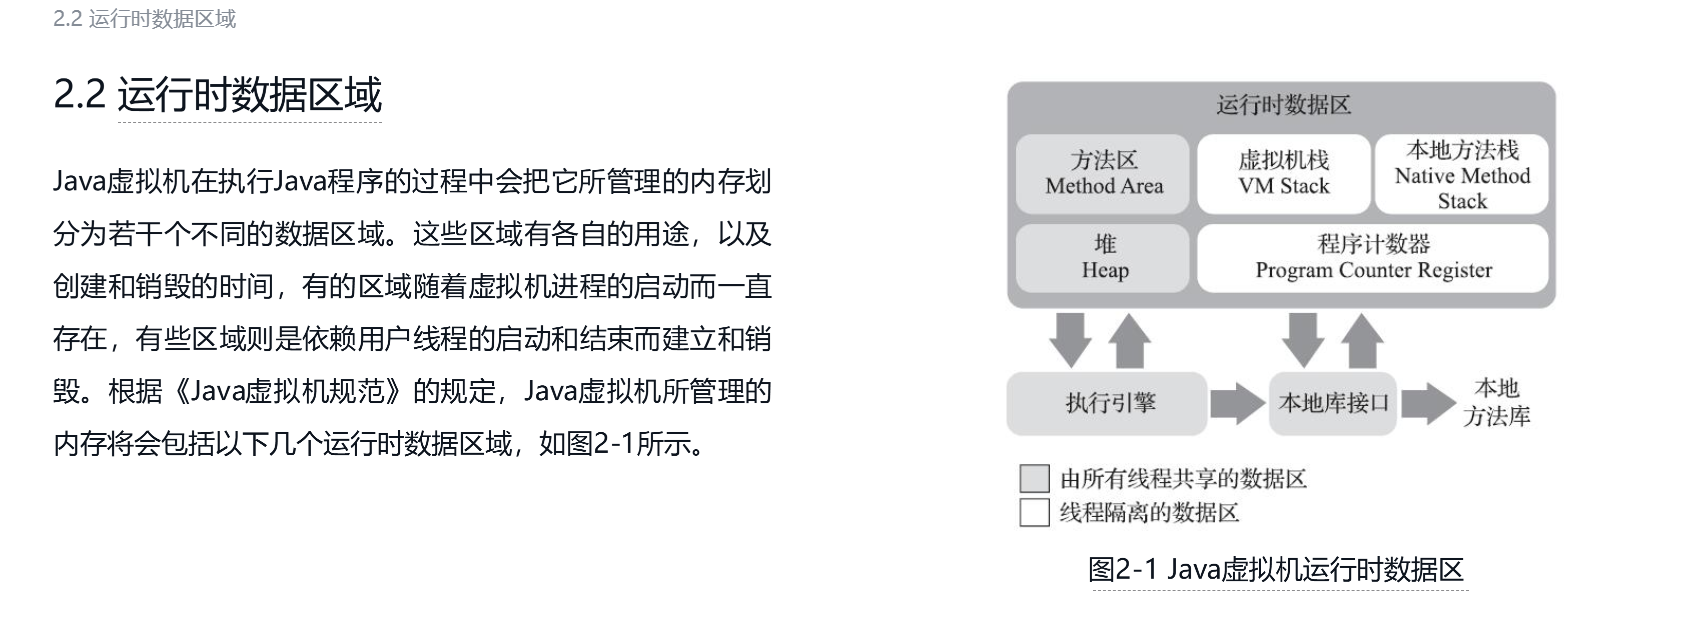 2.2 运行时数据区域
2.2 运行时数据区域
Java虚拟机在执行Java程序的过程中会把它所管理的内存划
分为若干个不同的数据区域。这些区域有各自的用途，以及
创建和销毁的时间，有的区域随着虚拟机进程的启动而一直
存在，有些区域则是依赖用户线程的启动和结束而建立和销
毁。根据《Java虚拟机规范》的规定，Java虚拟机所管理的
内存将会包括以下几个运行时数据区域，如图2-1所示。
运行时数据区
方法区
Method Area
虚拟机栈
VM Stack
本地方法栈
Native Method
Stack
堆
Heap
程序计数器
Program Counter Register
执行引擎
本地库接口
本地
方法库
由所有线程共享的数据区
线程隔离的数据区
图2-1 Java虚拟机运行时数据区